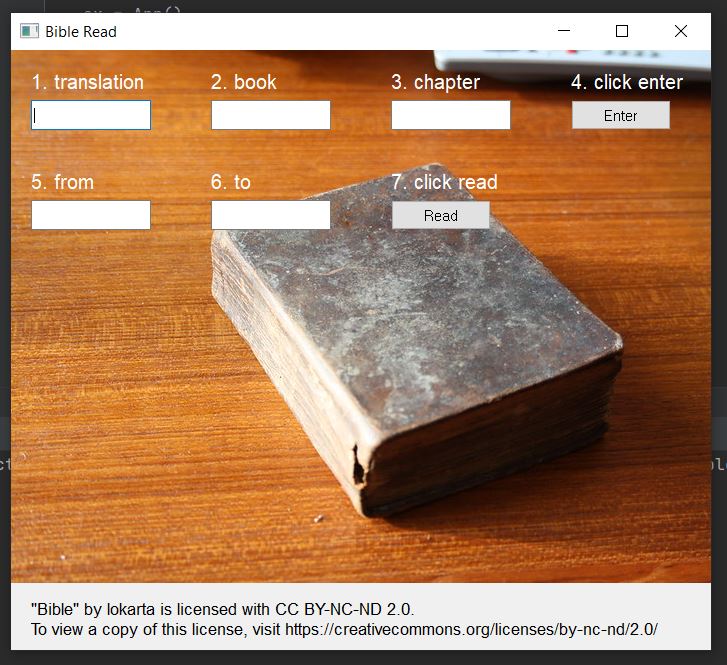 ex = App()
Bible Read
1. translation 2. book 3. chapter 4. click enter
Enter
5. from 6. to 7. click read
Read
"Bible" by lokarta is licensed with CC BY-NC-ND 2.0.
To view a copy of this license, visit https://creativecommons.org/licenses/by-nc-nd/2.0/